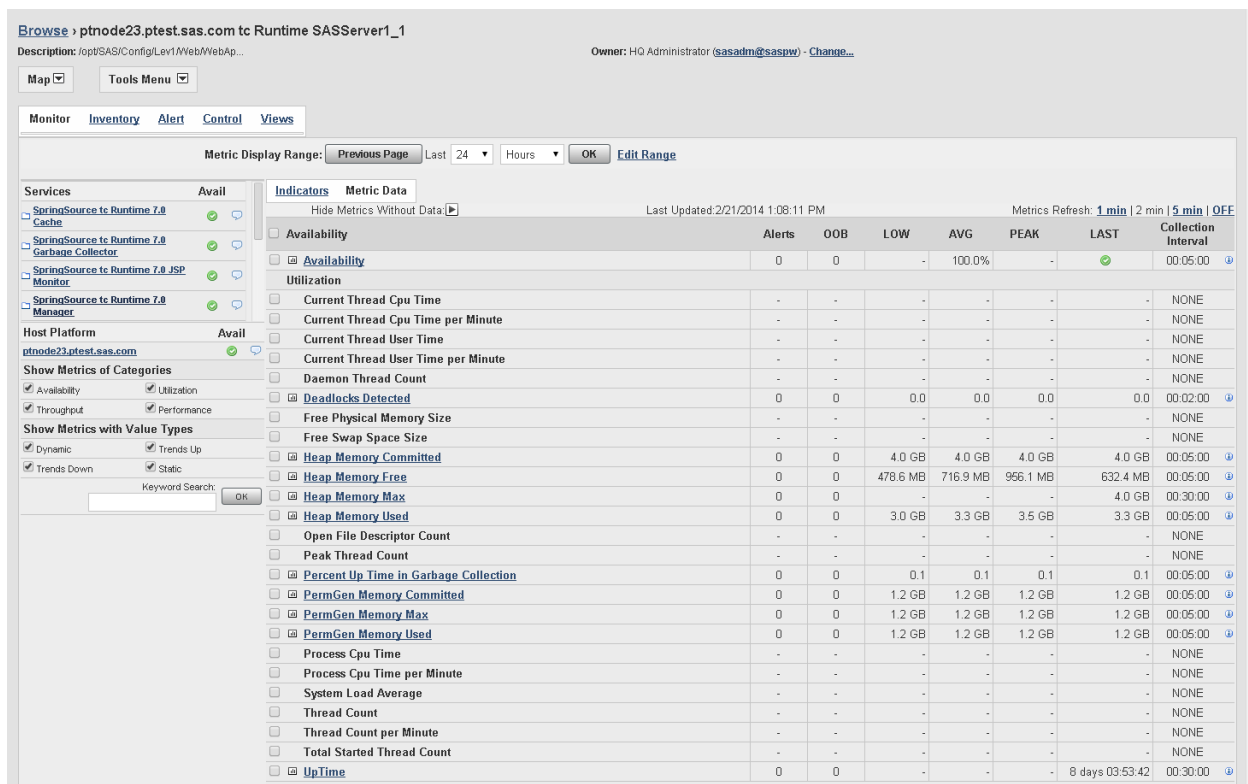 Browse › ptnode23.ptest.sas.com tc Runtime SASServer1_1
Description: /opt/SAS/Config/Lev1/Web/WebAp...
Owner: HQ Administrator (sasadm@saspw) - Change...
Map
Tools Menu
Monitor Inventory Alert Control Views
Metric Display Range: Previous Page Last 24 Hours OK Edit Range
Services Avail
SpringSource tc Runtime 7.0
Cache
SpringSource tc Runtime 7.0
Garbage Collector
SpringSource tc Runtime 7.0 JSP
Monitor
SpringSource tc Runtime 7.0
Manager
Host Platform Avail
ptnode23.ptest.sas.com
Show Metrics of Categories
Availability Utilization
Throughput Performance
Show Metrics with Value Types
Dynamic Trends Up
Trends Down Static
Keyword Search:
OK
Indicators Metric Data
Hide Metrics Without Data: Last Updated:2/21/2014 1:08:11 PM Metrics Refresh: 1 min | 2 min | 5 min | OFF
Availability Alerts OOB LOW AVG PEAK LAST Collection Interval
Availability 0 0 - 100.0% - 00:05:00
Utilization
Current Thread Cpu Time - - - - - - NONE
Current Thread Cpu Time per Minute - - - - - - NONE
Current Thread User Time - - - - - - NONE
Current Thread User Time per Minute - - - - - - NONE
Daemon Thread Count - - - - - - NONE
Deadlocks Detected 0 0 0.0 0.0 0.0 0.0 00:02:00
Free Physical Memory Size - - - - - - NONE
Free Swap Space Size - - - - - - NONE
Heap Memory Committed 0 0 4.0 GB 4.0 GB 4.0 GB 4.0 GB 00:05:00
Heap Memory Free 0 0 478.6 MB 716.9 MB 956.1 MB 632.4 MB 00:05:00
Heap Memory Max 0 0 - - - 4.0 GB 00:30:00
Heap Memory Used 0 0 3.0 GB 3.3 GB 3.5 GB 3.3 GB 00:05:00
Open File Descriptor Count - - - - - - NONE
Peak Thread Count - - - - - - NONE
Percent Up Time in Garbage Collection 0 0 0.1 0.1 0.1 0.1 00:05:00
PermGen Memory Committed 0 0 1.2 GB 1.2 GB 1.2 GB 1.2 GB 00:05:00
PermGen Memory Max 0 0 1.2 GB 1.2 GB 1.2 GB 1.2 GB 00:05:00
PermGen Memory Used 0 0 1.2 GB 1.2 GB 1.2 GB 1.2 GB 00:05:00
Process Cpu Time - - - - - - NONE
Process Cpu Time per Minute - - - - - - NONE
System Load Average - - - - - - NONE
Thread Count - - - - - - NONE
Thread Count per Minute - - - - - - NONE
Total Started Thread Count - - - - - - NONE
UpTime 0 0 - - - 8 days 03:53:42 00:30:00